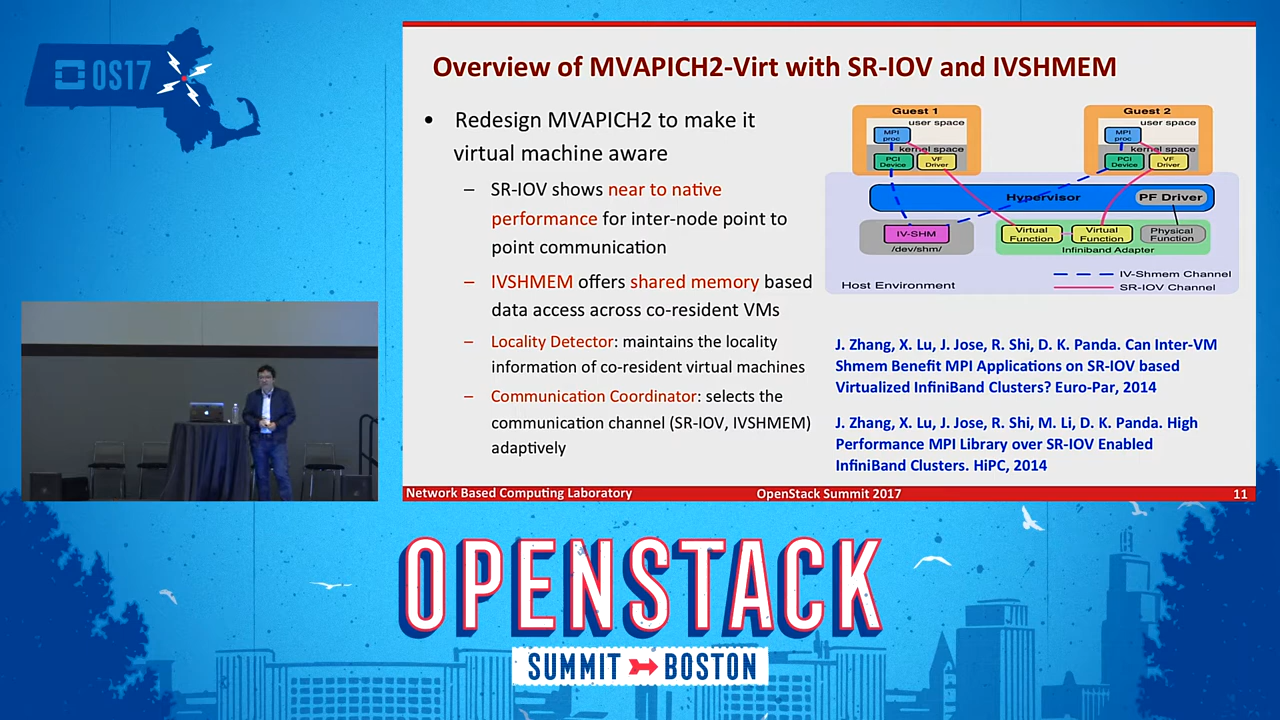 OS17
Overview of MVAPICH2-Virt with SR-IOV and IVSHMEM
• Redesign MVAPICH2 to make it
virtual machine aware
– SR-IOV shows near to native
performance for inter-node point to
point communication
– IVSHMEM offers shared memory based
data access across co-resident VMs
– Locality Detector: maintains the locality
information of co-resident virtual machines
– Communication Coordinator: selects the
communication channel (SR-IOV, IVSHMEM)
adaptively
Guest 1
user space
MPI
proc
kernel space
PCI
Device
VF
Driver
Guest 2
user space
MPI
proc
kernel space
PCI
Device
VF
Driver
Hypervisor
PF Driver
IV-SHM
/dev/shm/
Virtual
Function
Virtual
Function
Physical
Function
Infiniband Adapter
IV-Shmem Channel
SR-IOV Channel
Host Environment
J. Zhang, X. Lu, J. Jose, R. Shi, D. K. Panda. Can Inter-VM
Shmem Benefit MPI Applications on SR-IOV based
Virtualized InfiniBand Clusters? Euro-Par, 2014
J. Zhang, X. Lu, J. Jose, R. Shi, M. Li, D. K. Panda. High
Performance MPI Library over SR-IOV Enabled
InfiniBand Clusters. HiPC, 2014
Network Based Computing Laboratory
OpenStack Summit 2017
11
OPENSTACK
SUMMIT BOSTON